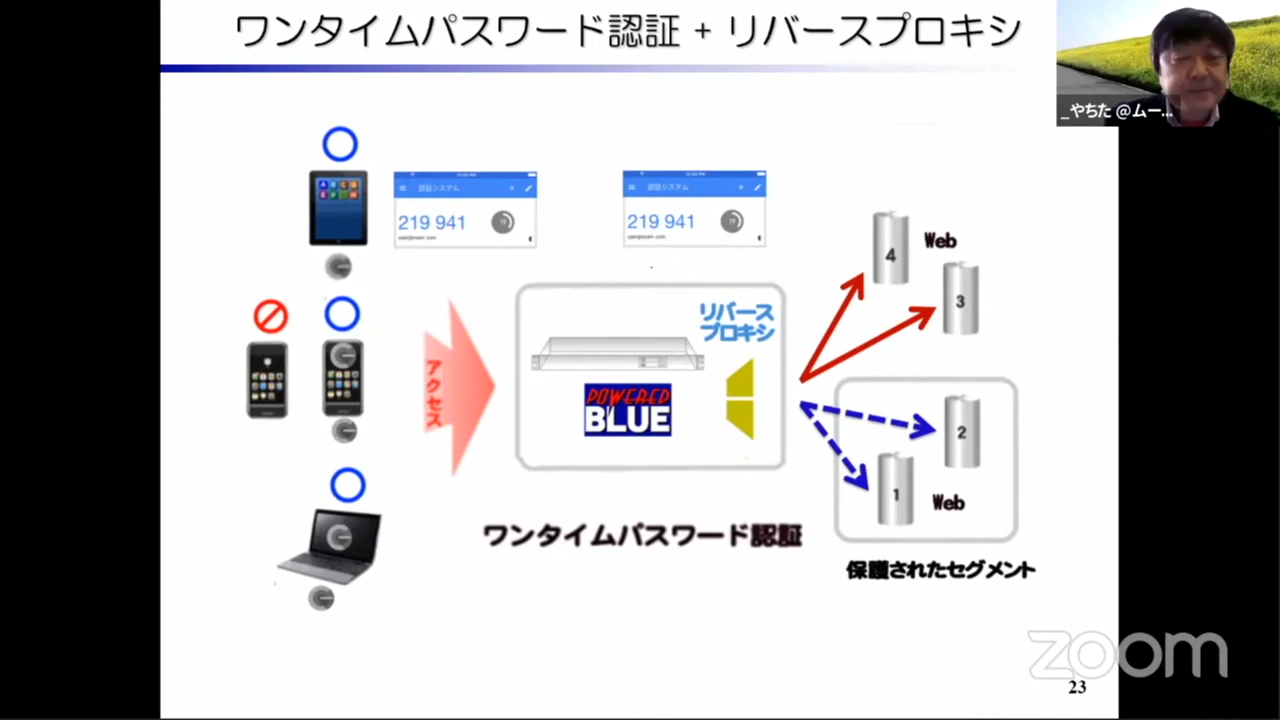 ワンタイムパスワード認証 + リバースプロキシ
_やちた @ムー...
認証システム
219 941
認証システム
219 941
リバース
プロキシ
アクセス
POWERED
BLUE
4
Web
3
2
1
Web
ワンタイムパスワード認証
保護されたセグメント
zoom
23